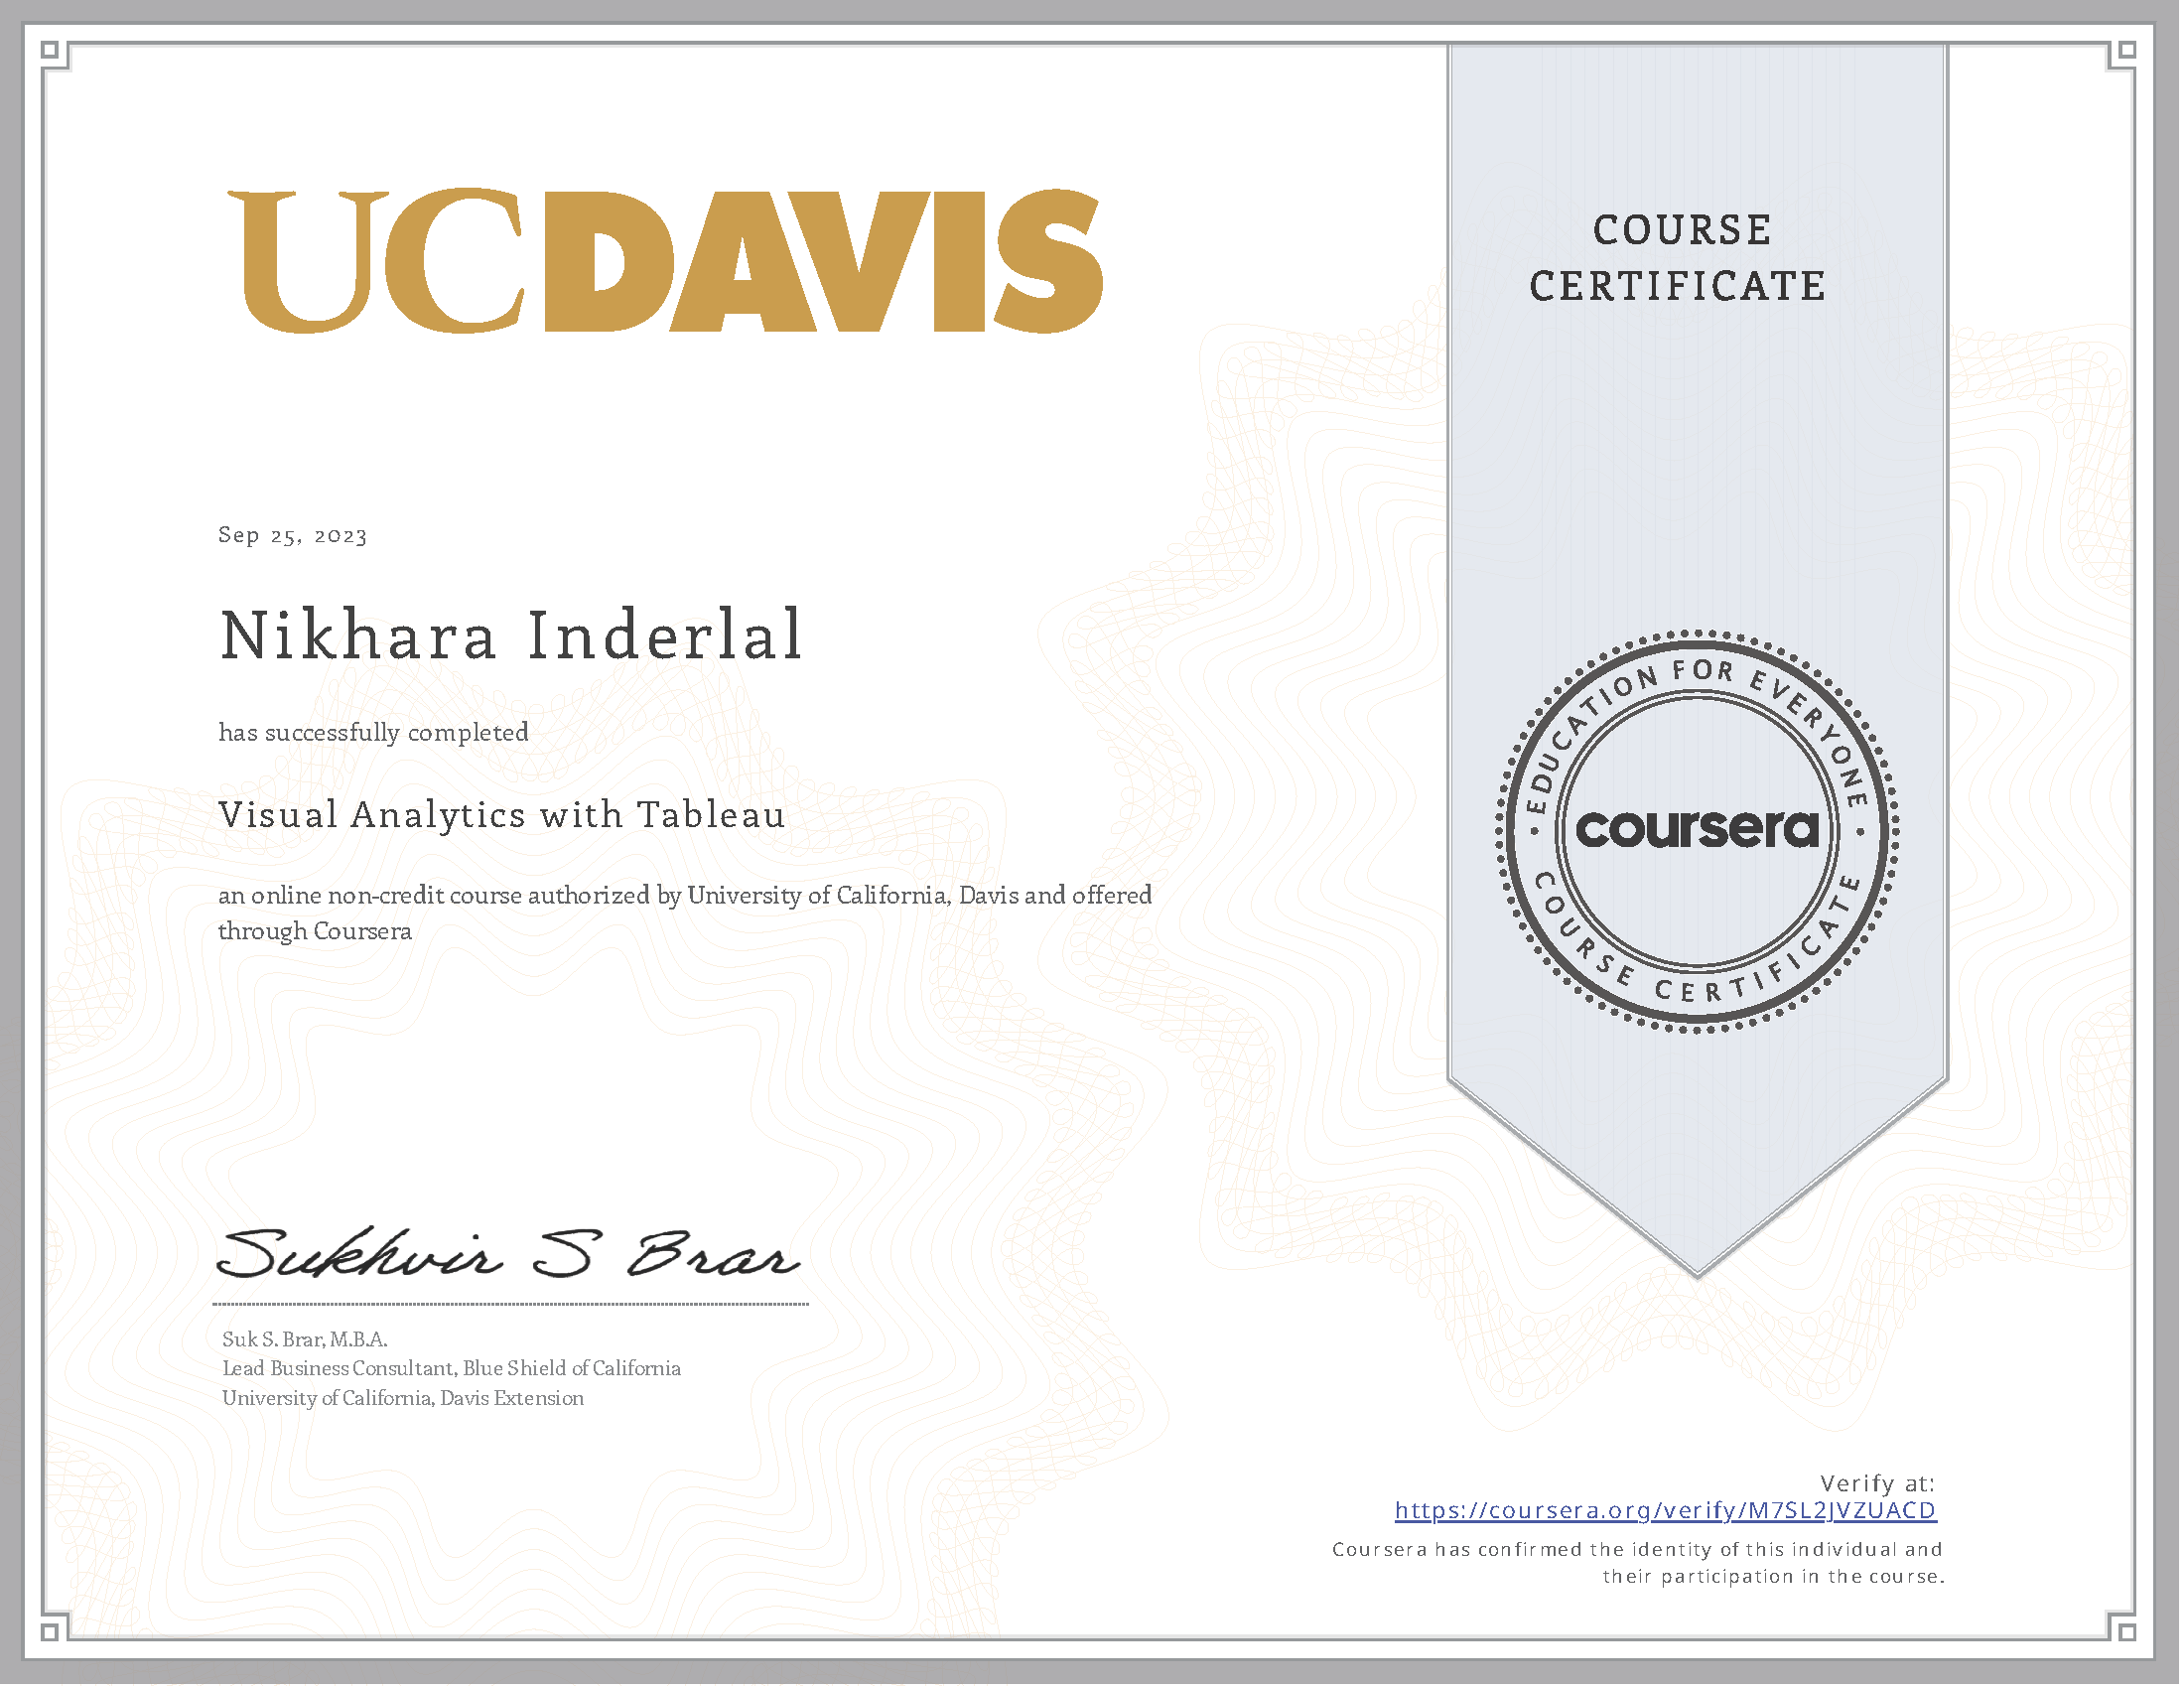 UCDAVIS
COURSE
CERTIFICATE
Sep 25, 2023
Nikhara Inderlal
has successfully completed
Visual Analytics with Tableau
an online non-credit course authorized by University of California, Davis and offered
through Coursera
EDUCATION FOR EVERYONE
coursera
COURSE CERTIFICATE
Sukhvir S Brar
Suk S. Brar, M.B.A.
Lead Business Consultant, Blue Shield of California
University of California, Davis Extension
Verify at:
https://coursera.org/verify/M7SL2JVZUACD
Coursera has confirmed the identity of this individual and
their participation in the course.